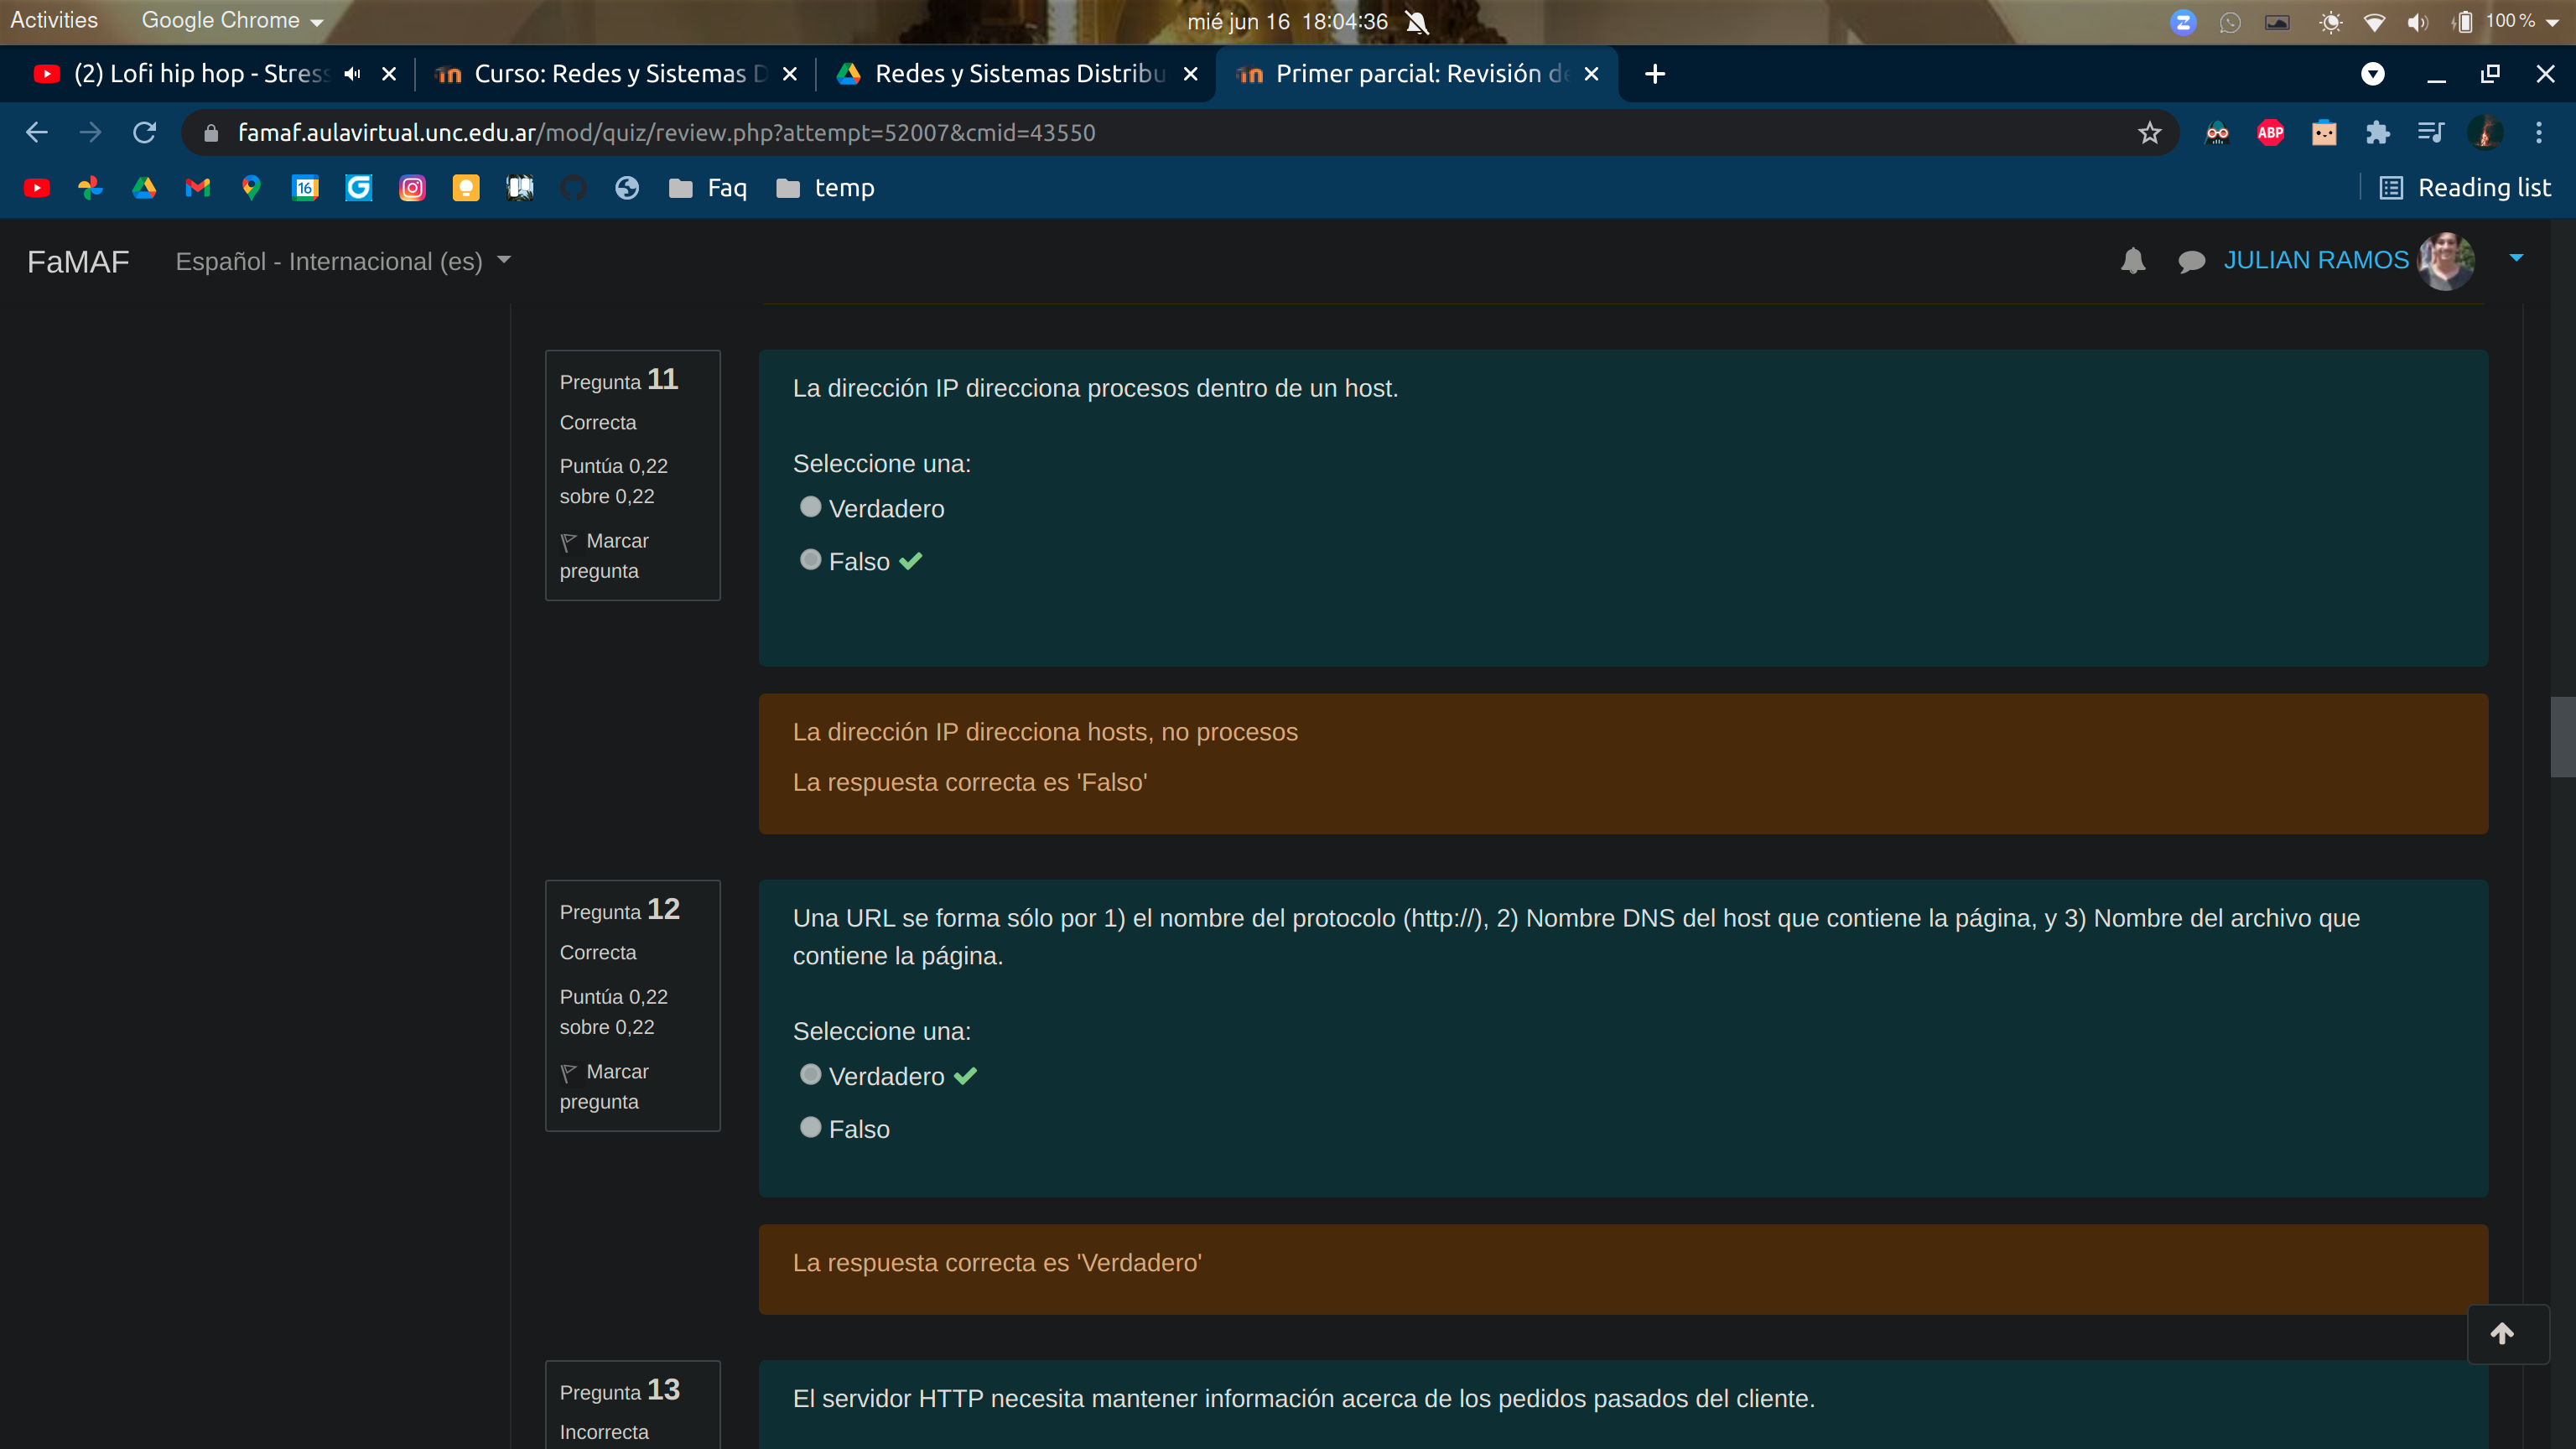 Activities
Google Chrome
mié jun 16 18:04:36
100 %
(2) Lofi hip hop - Stress
Curso: Redes y Sistemas D
Redes y Sistemas Distribu
Primer parcial: Revisión de
famaf.aulavirtual.unc.edu.ar/mod/quiz/review.php?attempt=52007&cmid=43550
ABP
16
Faq
temp
Reading list
FaMAF
Español - Internacional (es)
JULIAN RAMOS
Pregunta 11
Correcta
Puntúa 0,22
sobre 0,22
Marcar
pregunta
La dirección IP direcciona procesos dentro de un host.
Seleccione una:
Verdadero
Falso
La dirección IP direcciona hosts, no procesos
La respuesta correcta es 'Falso'
Pregunta 12
Correcta
Puntúa 0,22
sobre 0,22
Marcar
pregunta
Una URL se forma sólo por 1) el nombre del protocolo (http://), 2) Nombre DNS del host que contiene la página, y 3) Nombre del archivo que
contiene la página.
Seleccione una:
Verdadero
Falso
La respuesta correcta es 'Verdadero'
Pregunta 13
Incorrecta
El servidor HTTP necesita mantener información acerca de los pedidos pasados del cliente.